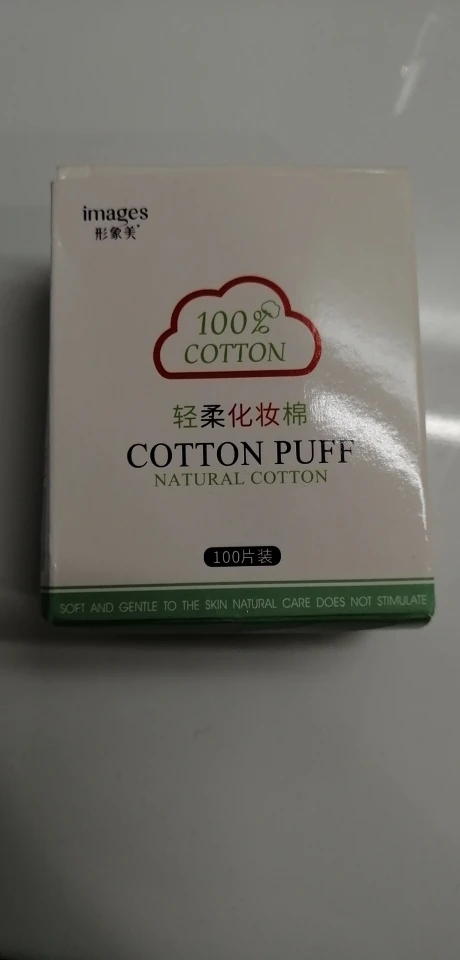 images
形象美
100%
COTTON
轻柔化妆棉
COTTON PUFF
NATURAL COTTON
100片装
SOFT AND GENTLE TO THE SKIN NATURAL CARE DOES NOT STIMULATE